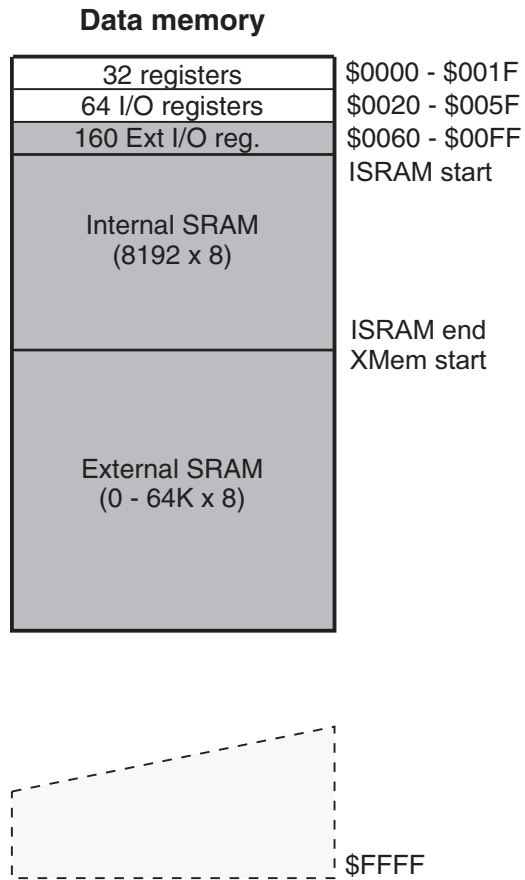 Data memory
32 registers
$0000 - $001F
64 I/O registers
$0020 - $005F
160 Ext I/O reg.
$0060 - $00FF
ISRAM start
Internal SRAM
(8192 x 8)
ISRAM end
XMem start
External SRAM
(0 - 64K x 8)
$FFFF